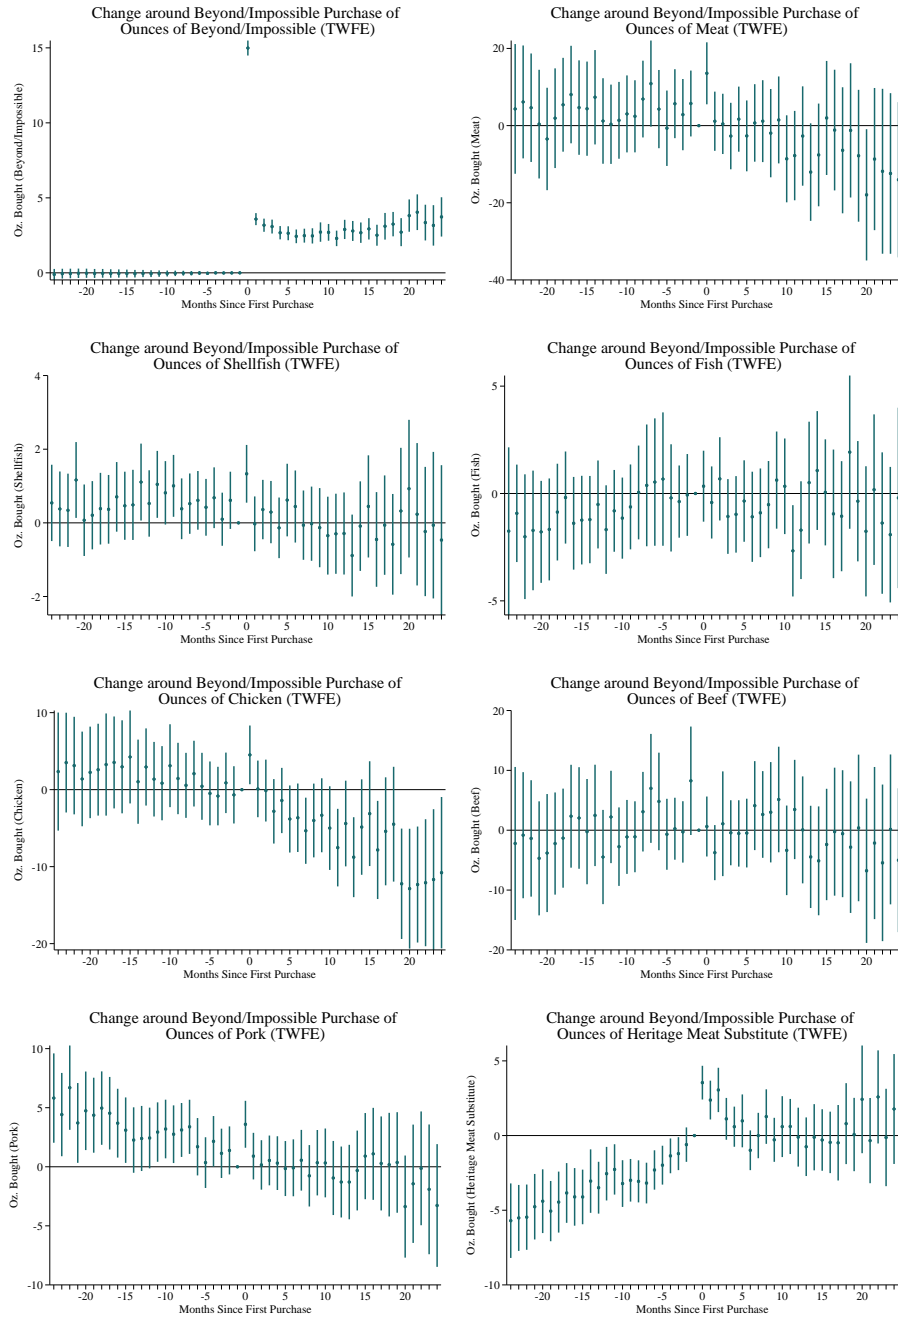 Change around Beyond/Impossible Purchase of
Ounces of Beyond/Impossible (TWFE)
Oz. Bought (Beyond/Impossible)
15
10
5
0
-20 -15 -10 -5 0 5 10 15 20
Months Since First Purchase
Change around Beyond/Impossible Purchase of
Ounces of Meat (TWFE)
Oz. Bought (Meat)
20
0
-20
-40
-20 -15 -10 -5 0 5 10 15 20
Months Since First Purchase
Change around Beyond/Impossible Purchase of
Ounces of Shellfish (TWFE)
Oz. Bought (Shellfish)
4
2
0
-2
-20 -15 -10 -5 0 5 10 15 20
Months Since First Purchase
Change around Beyond/Impossible Purchase of
Ounces of Fish (TWFE)
Oz. Bought (Fish)
5
0
-5
-20 -15 -10 -5 0 5 10 15 20
Months Since First Purchase
Change around Beyond/Impossible Purchase of
Ounces of Chicken (TWFE)
Oz. Bought (Chicken)
10
0
-10
-20
-20 -15 -10 -5 0 5 10 15 20
Months Since First Purchase
Change around Beyond/Impossible Purchase of
Ounces of Beef (TWFE)
Oz. Bought (Beef)
20
10
0
-10
-20
-20 -15 -10 -5 0 5 10 15 20
Months Since First Purchase
Change around Beyond/Impossible Purchase of
Ounces of Pork (TWFE)
Oz. Bought (Pork)
10
5
0
-5
-10
-20 -15 -10 -5 0 5 10 15 20
Months Since First Purchase
Change around Beyond/Impossible Purchase of
Ounces of Heritage Meat Substitute (TWFE)
Oz. Bought (Heritage Meat Substitute)
5
0
-5
-10
-20 -15 -10 -5 0 5 10 15 20
Months Since First Purchase